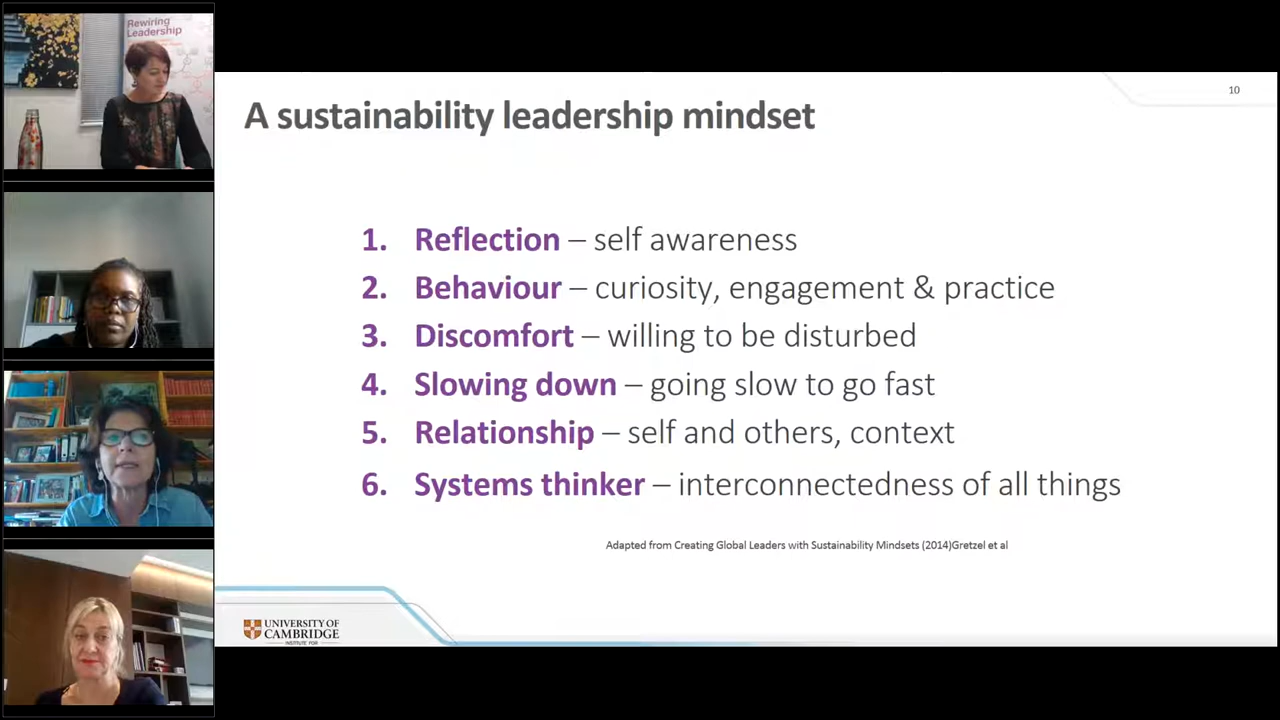 Rewiring
Leadership
10
A sustainability leadership mindset
1. Reflection – self awareness
2. Behaviour – curiosity, engagement & practice
3. Discomfort – willing to be disturbed
4. Slowing down – going slow to go fast
5. Relationship – self and others, context
6. Systems thinker – interconnectedness of all things
Adapted from Creating Global Leaders with Sustainability Mindsets (2014)Gretzel et al
UNIVERSITY OF
CAMBRIDGE
INSTITUTE FOR